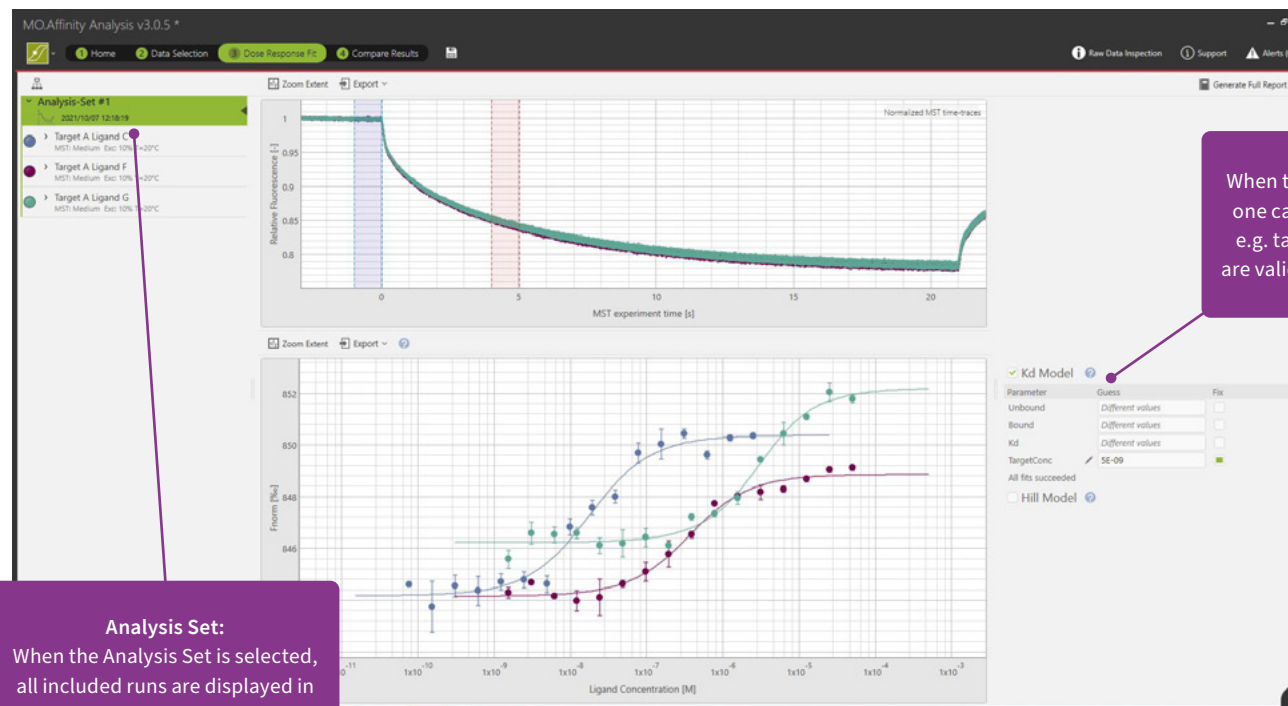 MO.Affinity Analysis v3.0.5 *
1 Home 2 Data Selection 3 Dose Response Fit 4 Compare Results
Raw Data Inspection Support Alerts
Zoom Extent Export
Generate Full Report
Analysis-Set #1
2021/10/07 12:18:19
Target A Ligand C
MST: Medium Exc: 10% T=20°C
Target A Ligand F
MST: Medium Exc: 10% T=20°C
Target A Ligand G
MST: Medium Exc: 10% T=20°C
Normalized MST time-traces
Relative Fluorescence [-]
1
0.95
0.9
0.85
0.8
0 5 10 15 20
MST experiment time [s]
When t
one ca
e.g. ta
are vali
Zoom Extent Export
Kd Model
Parameter Guess Fix
Unbound Different values
Bound Different values
Kd Different values
TargetConc 5E-09
All fits succeeded
Hill Model
Fnorm [‰]
852
850
848
846
1x10-10 1x10-9 1x10-8 1x10-7 1x10-6 1x10-5 1x10-4 1x10-3
Ligand Concentration [M]
Analysis Set:
When the Analysis Set is selected,
all included runs are displayed in